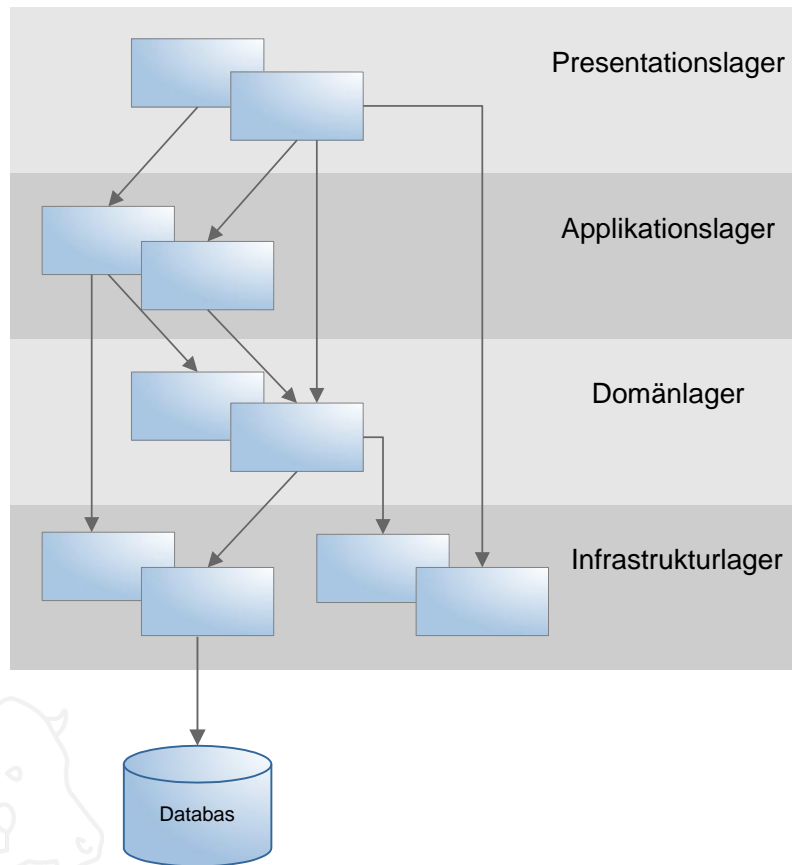 Presentationslager
Applikationslager
Domänlager
Infrastrukturlager
Databas